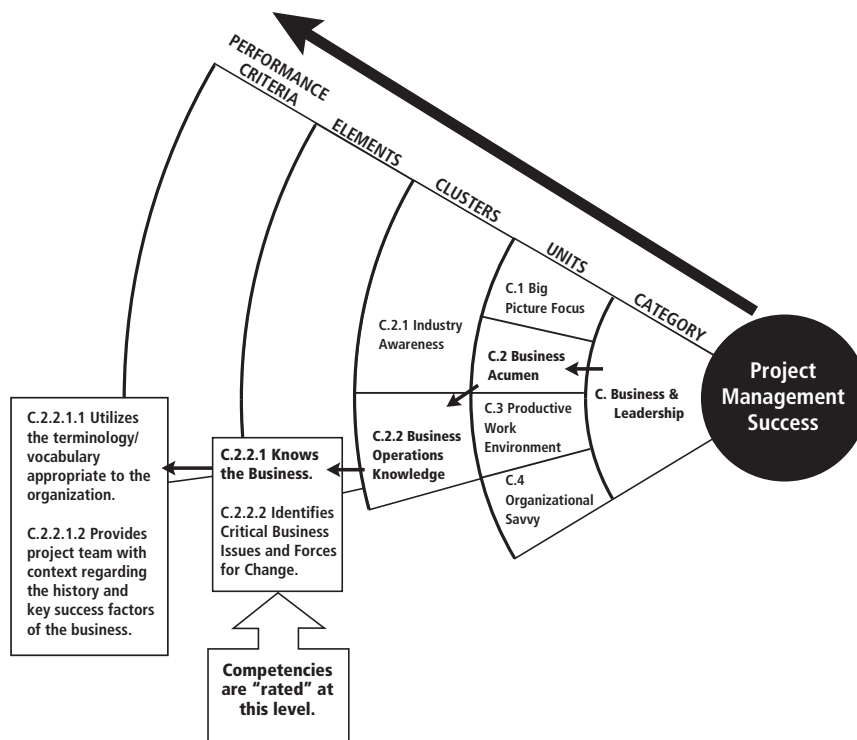 PERFORMANCE
CRITERIA
ELEMENTS
CLUSTERS
UNITS
CATEGORY
C.1 Big
Picture Focus
C.2.1 Industry
Awareness
C.2 Business
Acumen
C. Business &
Leadership
Project
Management
Success
C.3 Productive
Work
Environment
C.2.2 Business
Operations
Knowledge
C.4
Organizational
Savvy
C.2.2.1.1 Utilizes
the terminology/
vocabulary
appropriate to the
organization.
C.2.2.1.2 Provides
project team with
context regarding
the history and
key success factors
of the business.
C.2.2.1 Knows
the Business.
C.2.2.2 Identifies
Critical Business
Issues and Forces
for Change.
Competencies
are “rated” at
this level.